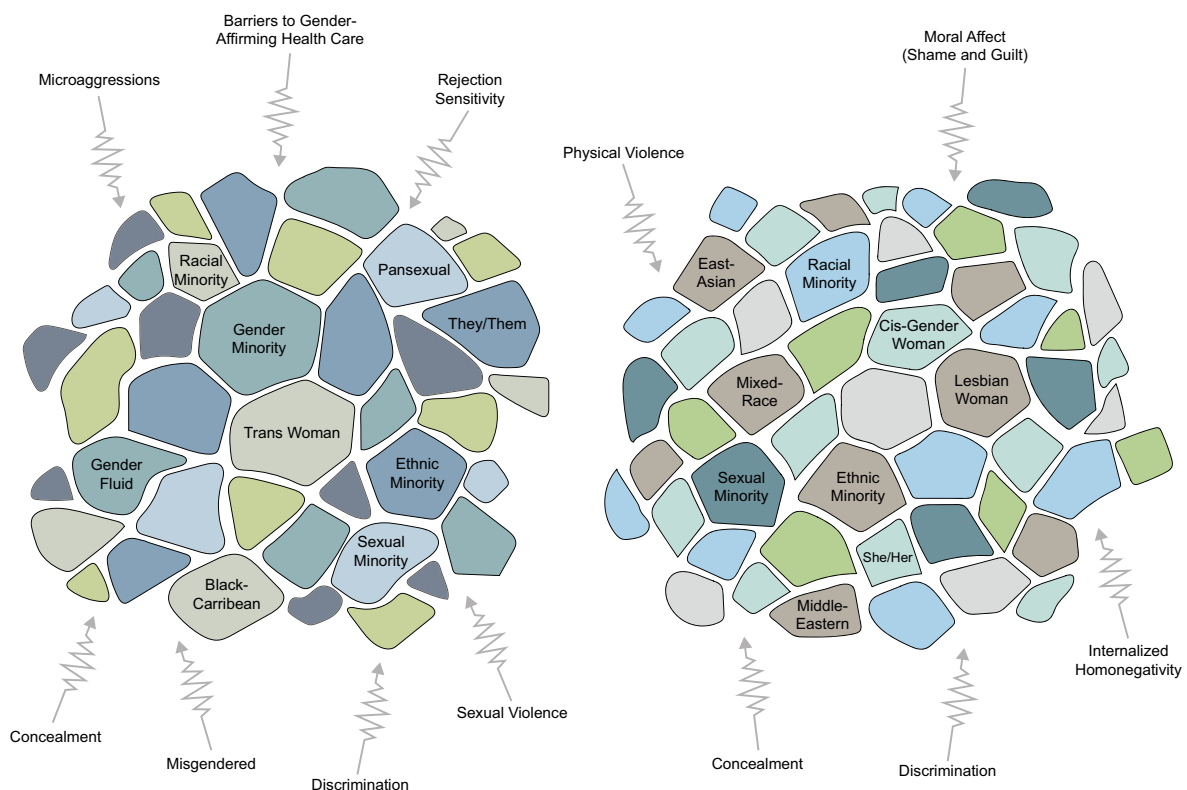 Barriers to Gender-
Affirming Health Care
Microaggressions
Rejection
Sensitivity
Racial
Minority
Pansexual
Gender
Minority
They/Them
Trans Woman
Gender
Fluid
Ethnic
Minority
Sexual
Minority
Black-
Carribean
Concealment
Misgendered
Discrimination
Sexual Violence
Moral Affect
(Shame and Guilt)
Physical Violence
East-
Asian
Racial
Minority
Cis-Gender
Woman
Mixed-
Race
Lesbian
Woman
Sexual
Minority
Ethnic
Minority
She/Her
Middle-
Eastern
Internalized
Homonegativity
Concealment
Discrimination